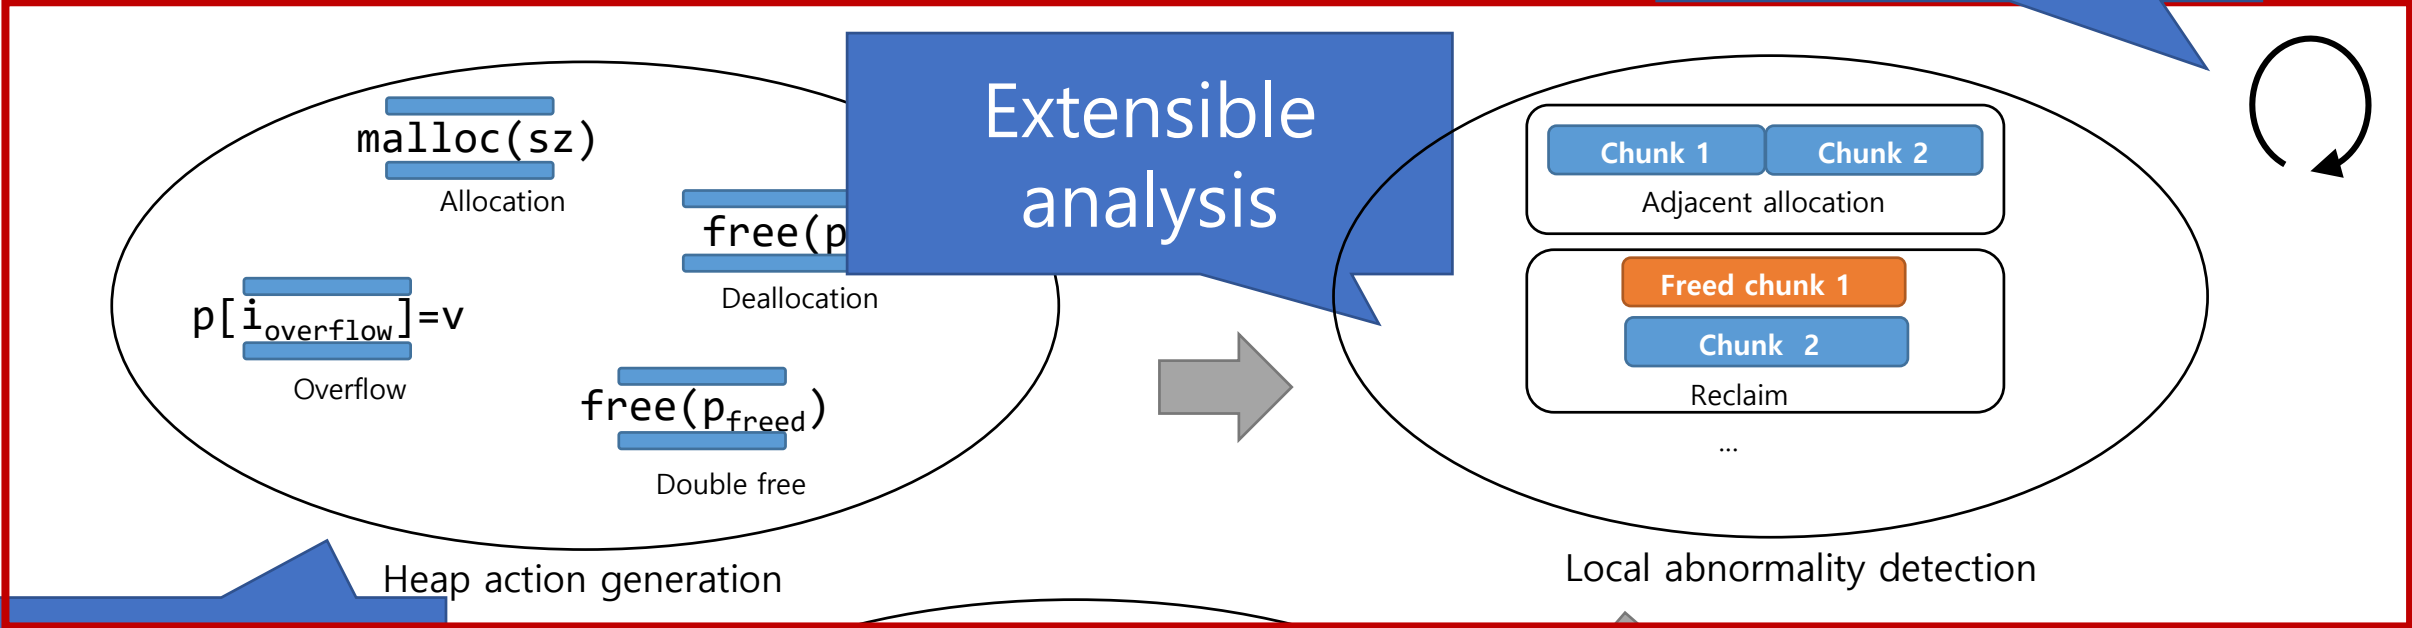 malloc(sz)
Allocation
free(p
Deallocation
p[i_overflow]=v
Overflow
free(p_freed)
Double free
Heap action generation
Extensible
analysis
Chunk 1 Chunk 2
Adjacent allocation
Freed chunk 1
Chunk 2
Reclaim
...
Local abnormality detection